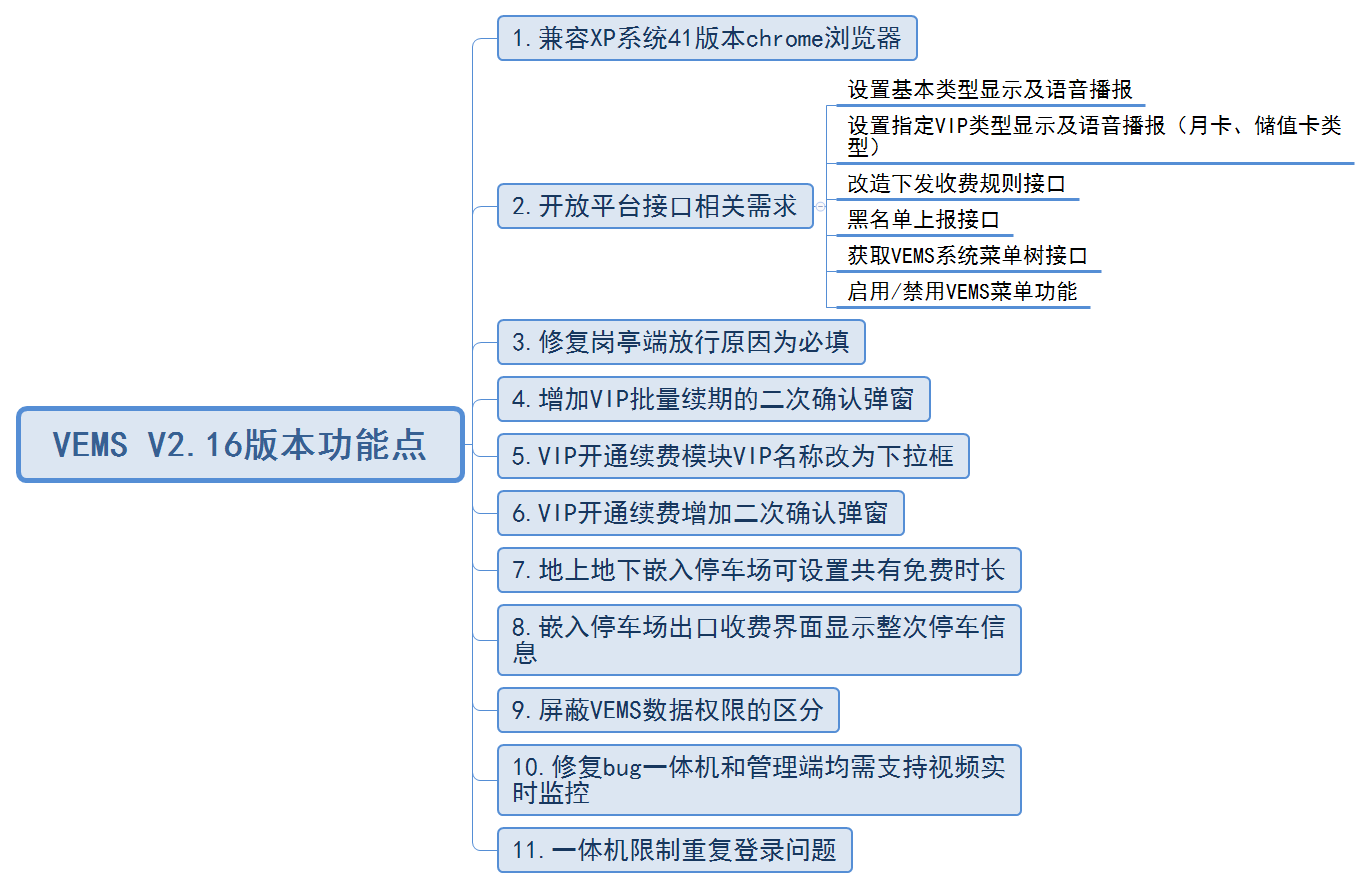 VEMS V2.16版本功能点
1.兼容XP系统41版本chrome浏览器
2.开放平台接口相关需求
设置基本类型显示及语音播报
设置指定VIP类型显示及语音播报（月卡、储值卡类
型）
改造下发收费规则接口
黑名单上报接口
获取VEMS系统菜单树接口
启用/禁用VEMS菜单功能
3.修复岗亭端放行原因为必填
4.增加VIP批量续期的二次确认弹窗
5.VIP开通续费模块VIP名称改为下拉框
6.VIP开通续费增加二次确认弹窗
7.地上地下嵌入停车场可设置共有免费时长
8.嵌入停车场出口收费界面显示整次停车信
息
9.屏蔽VEMS数据权限的区分
10.修复bug一体机和管理端均需支持视频实
时监控
11.一体机限制重复登录问题